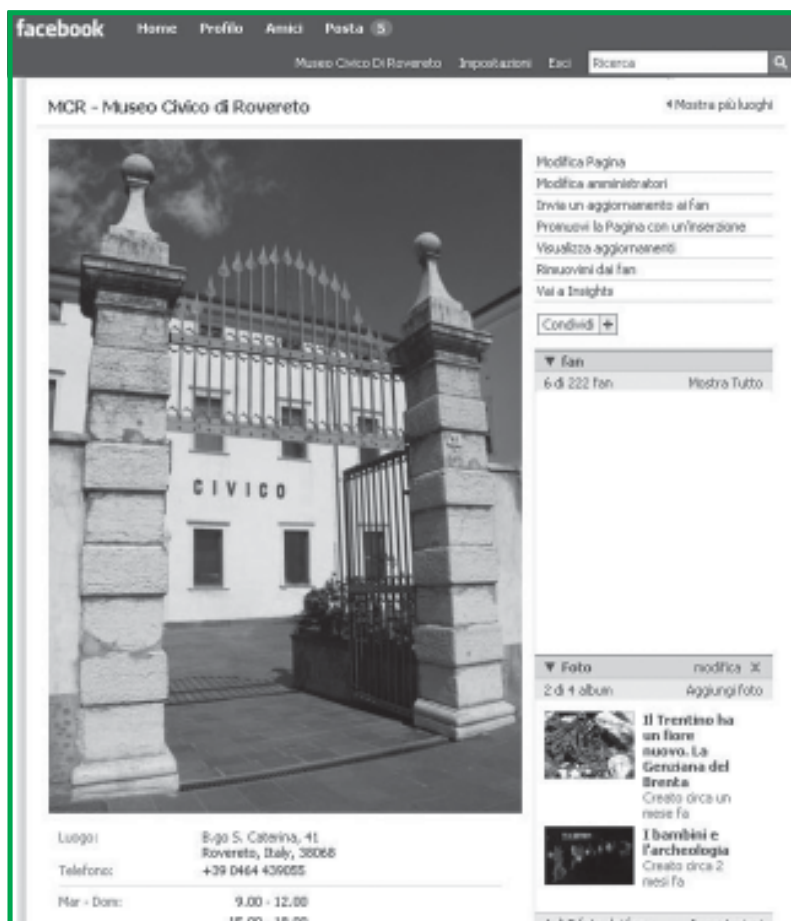 facebook Home Profilo Amici Posta 5
Museo Civico Di Rovereto Impostazioni Esci Ricerca
MCR - Museo Civico di Rovereto
Mostra più luoghi
CIVICO
Modifica Pagina
Modifica amministratori
Invia un aggiornamento ai fan
Promuovi la Pagina con un'inserzione
Visualizza aggiornamenti
Rimuovimi dai fan
Vai a Insights
Condividi +
fan
6 di 222 fan Mostra Tutto
Foto modifica X
2 di 4 album Aggiungi foto
Il Trentino ha
un fiore
nuovo. La
Genziana del
Brenta
Creato circa un
mese fa
I bambini e
l'archeologia
Creato circa 2
mesi fa
Luogo: B.go S. Caterina, 41
Rovereto, Italy, 38068
Telefono: +39 0464 439055
Mar - Dom: 9.00 - 12.00